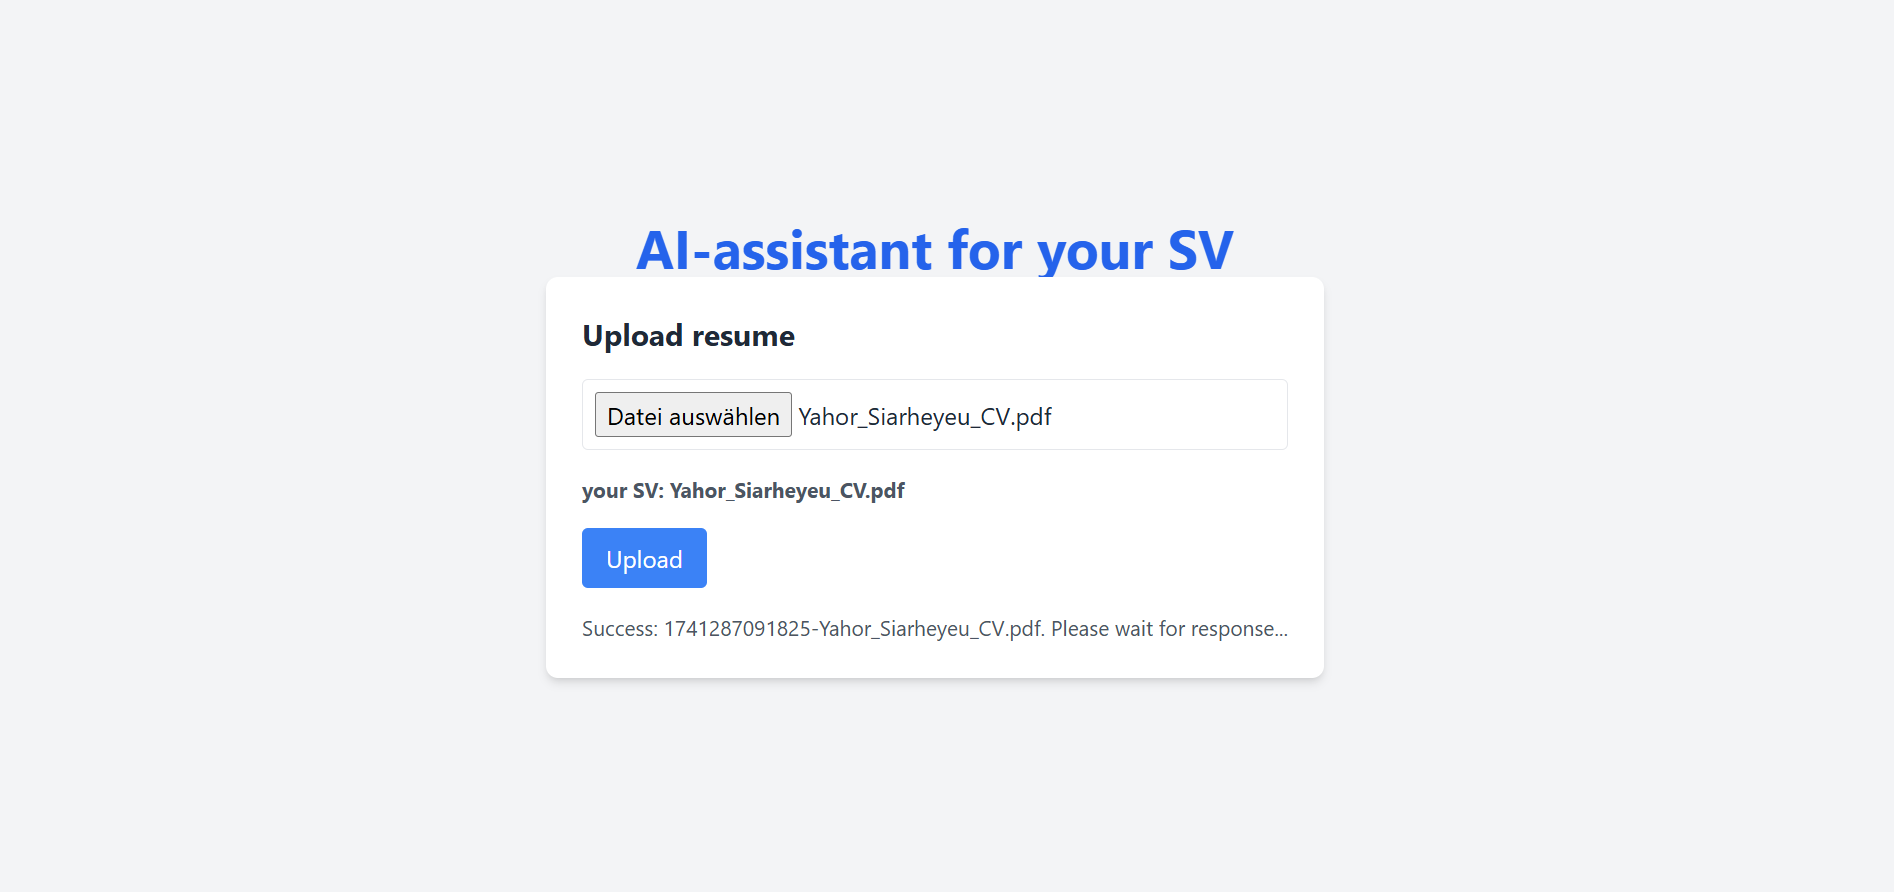 AI-assistant for your SV
Upload resume
Datei auswählen Yahor_Siarheyeu_CV.pdf
your SV: Yahor_Siarheyeu_CV.pdf
Upload
Success: 1741287091825-Yahor_Siarheyeu_CV.pdf. Please wait for response...